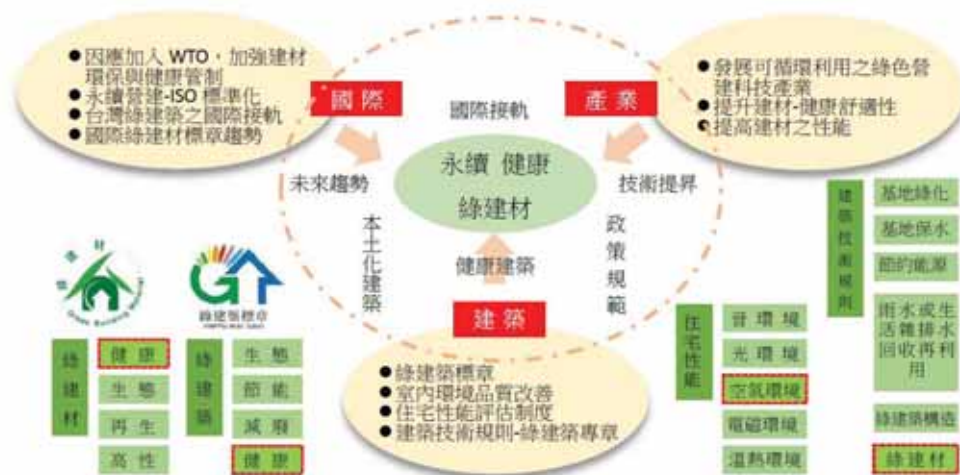 ●因應加入 WTO，加強建材
環保與健康管制
●永續營建-ISO 標準化
●台灣綠建築之國際接軌
●國際綠建材標章趨勢
國際
產業
●發展可循環利用之綠色營
建科技產業
●提升建材-健康舒適性
●提高建材之性能
國際接軌
永續 健康
綠建材
未來趨勢
技術提昇
本土化建築
健康建築
政策規範
建築
●綠建築標章
●室內環境品質改善
●住宅性能評估制度
●建築技術規則-綠建築專章
綠建材
Green Building Material
綠建築標章
綠建材
健康
生態
再生
高性
綠建築
生態
節能
減廢
健康
住宅性能
音環境
光環境
空氣環境
電磁環境
溫熱環境
建築技術規則
基地綠化
基地保水
節約能源
雨水或生
活雜排水
回收再利
用
綠建築構造
綠建材